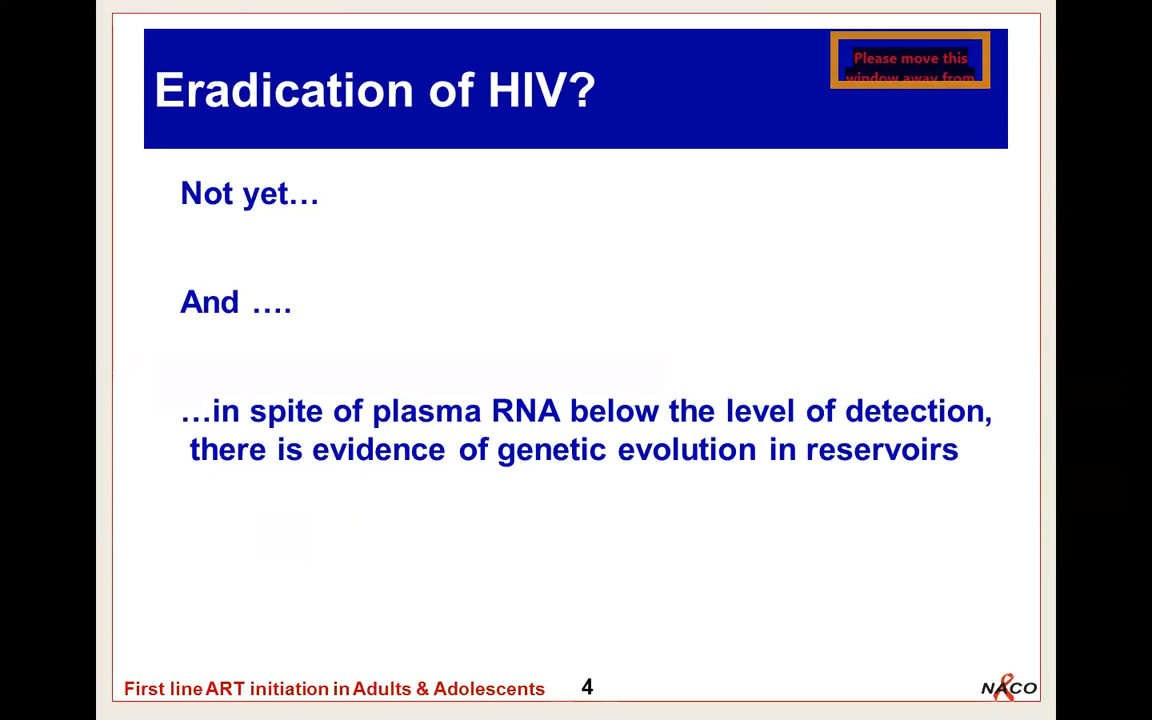 Please move this
window away from
Eradication of HIV?
Not yet…
And ….
…in spite of plasma RNA below the level of detection,
there is evidence of genetic evolution in reservoirs
First line ART initiation in Adults & Adolescents 4
NACO